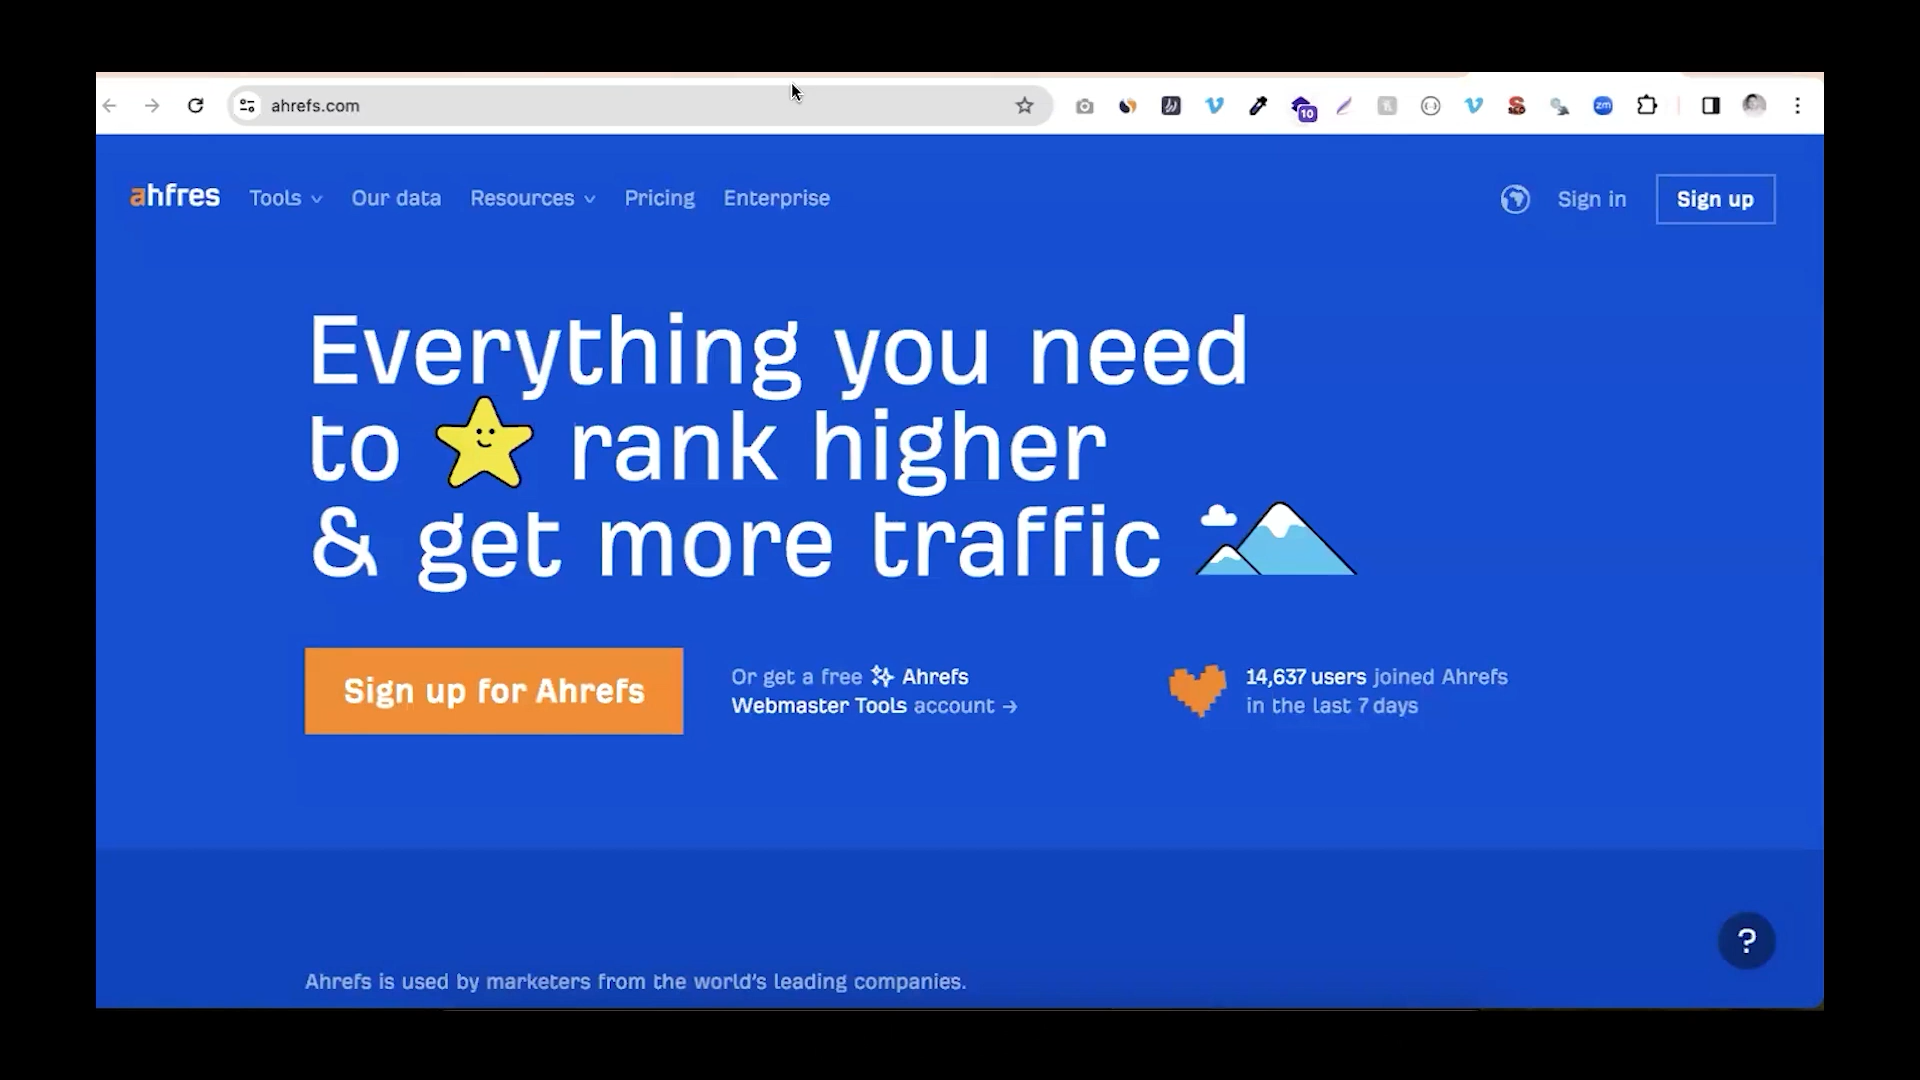 ahrefs.com
10
zm
ahfres Tools Our data Resources Pricing Enterprise Sign in Sign up
Everything you need
to rank higher
& get more traffic
Sign up for Ahrefs
Or get a free Ahrefs
Webmaster Tools account →
14,637 users joined Ahrefs
in the last 7 days
?
Ahrefs is used by marketers from the world's leading companies.